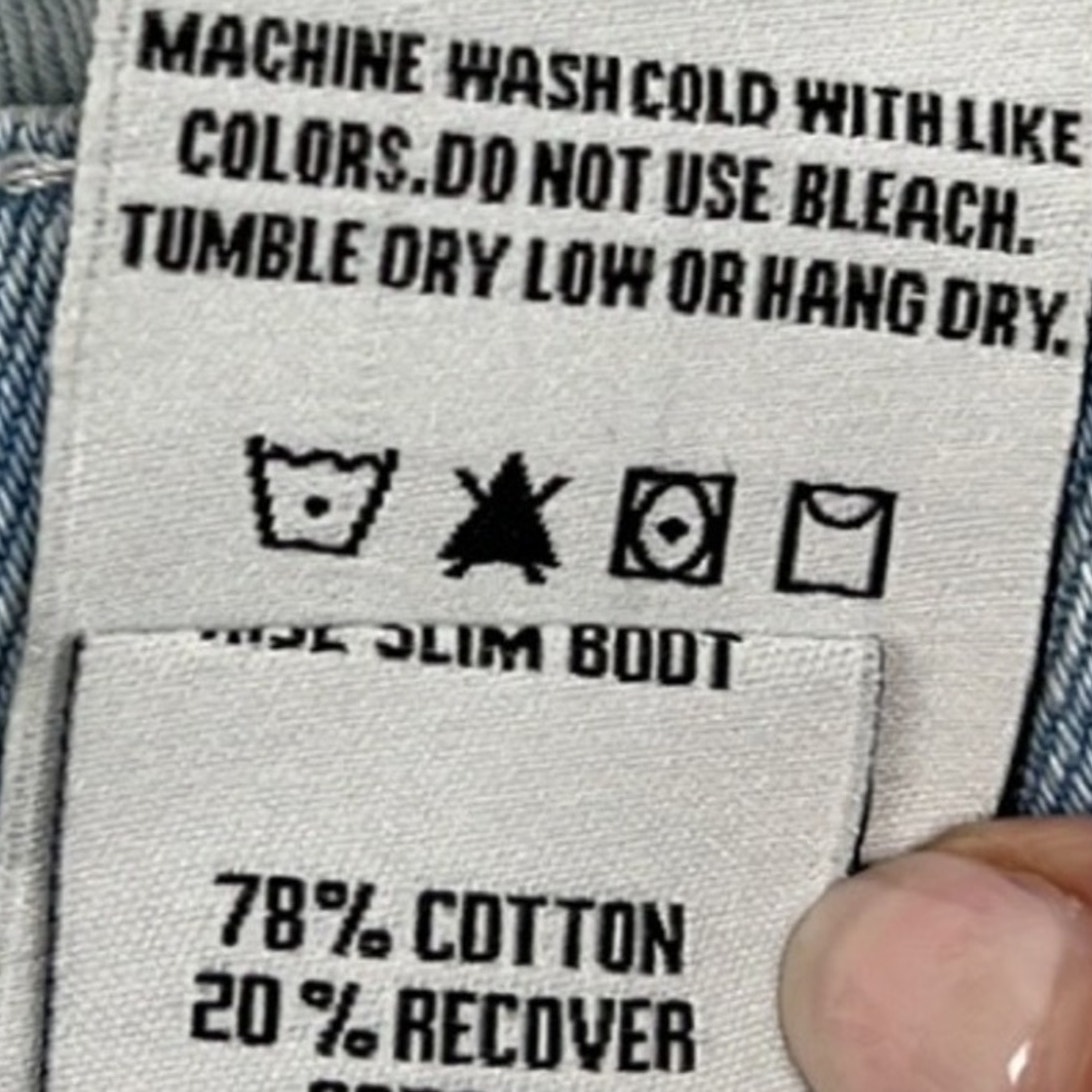 MACHINE WASH COLD WITH LIKE
COLORS. DO NOT USE BLEACH.
TUMBLE DRY LOW OR HANG DRY.
SLIM BOOT
78% COTTON
20% RECOVER